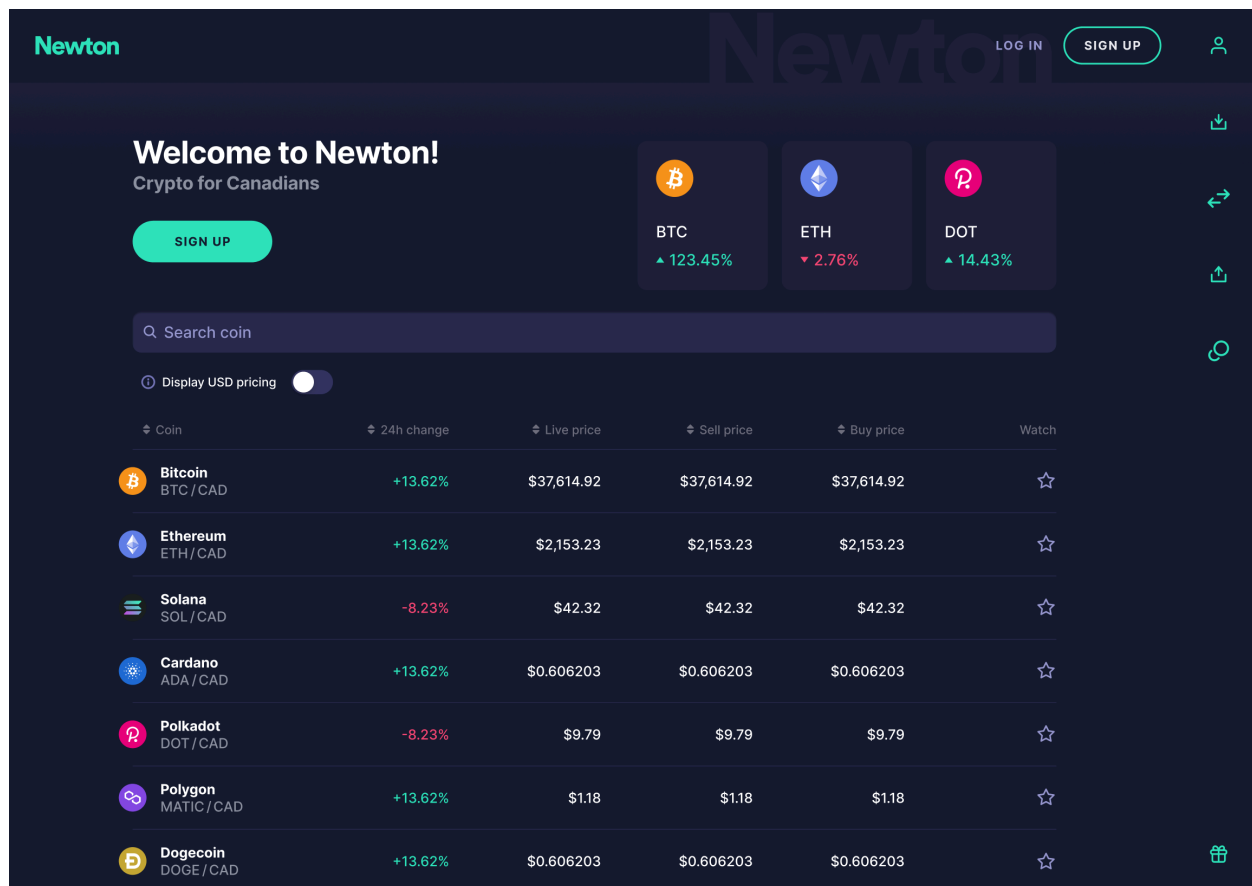 Newton
Newton
LOG IN
SIGN UP
Welcome to Newton!
Crypto for Canadians
SIGN UP
BTC
123.45%
ETH
2.76%
DOT
14.43%
Search coin
Display USD pricing
Coin 24h change Live price Sell price Buy price Watch
Bitcoin
BTC/CAD
+13.62% $37,614.92 $37,614.92 $37,614.92
Ethereum
ETH/CAD
+13.62% $2,153.23 $2,153.23 $2,153.23
Solana
SOL/CAD
-8.23% $42.32 $42.32 $42.32
Cardano
ADA/CAD
+13.62% $0.606203 $0.606203 $0.606203
Polkadot
DOT/CAD
-8.23% $9.79 $9.79 $9.79
Polygon
MATIC/CAD
+13.62% $1.18 $1.18 $1.18
Dogecoin
DOGE/CAD
+13.62% $0.606203 $0.606203 $0.606203